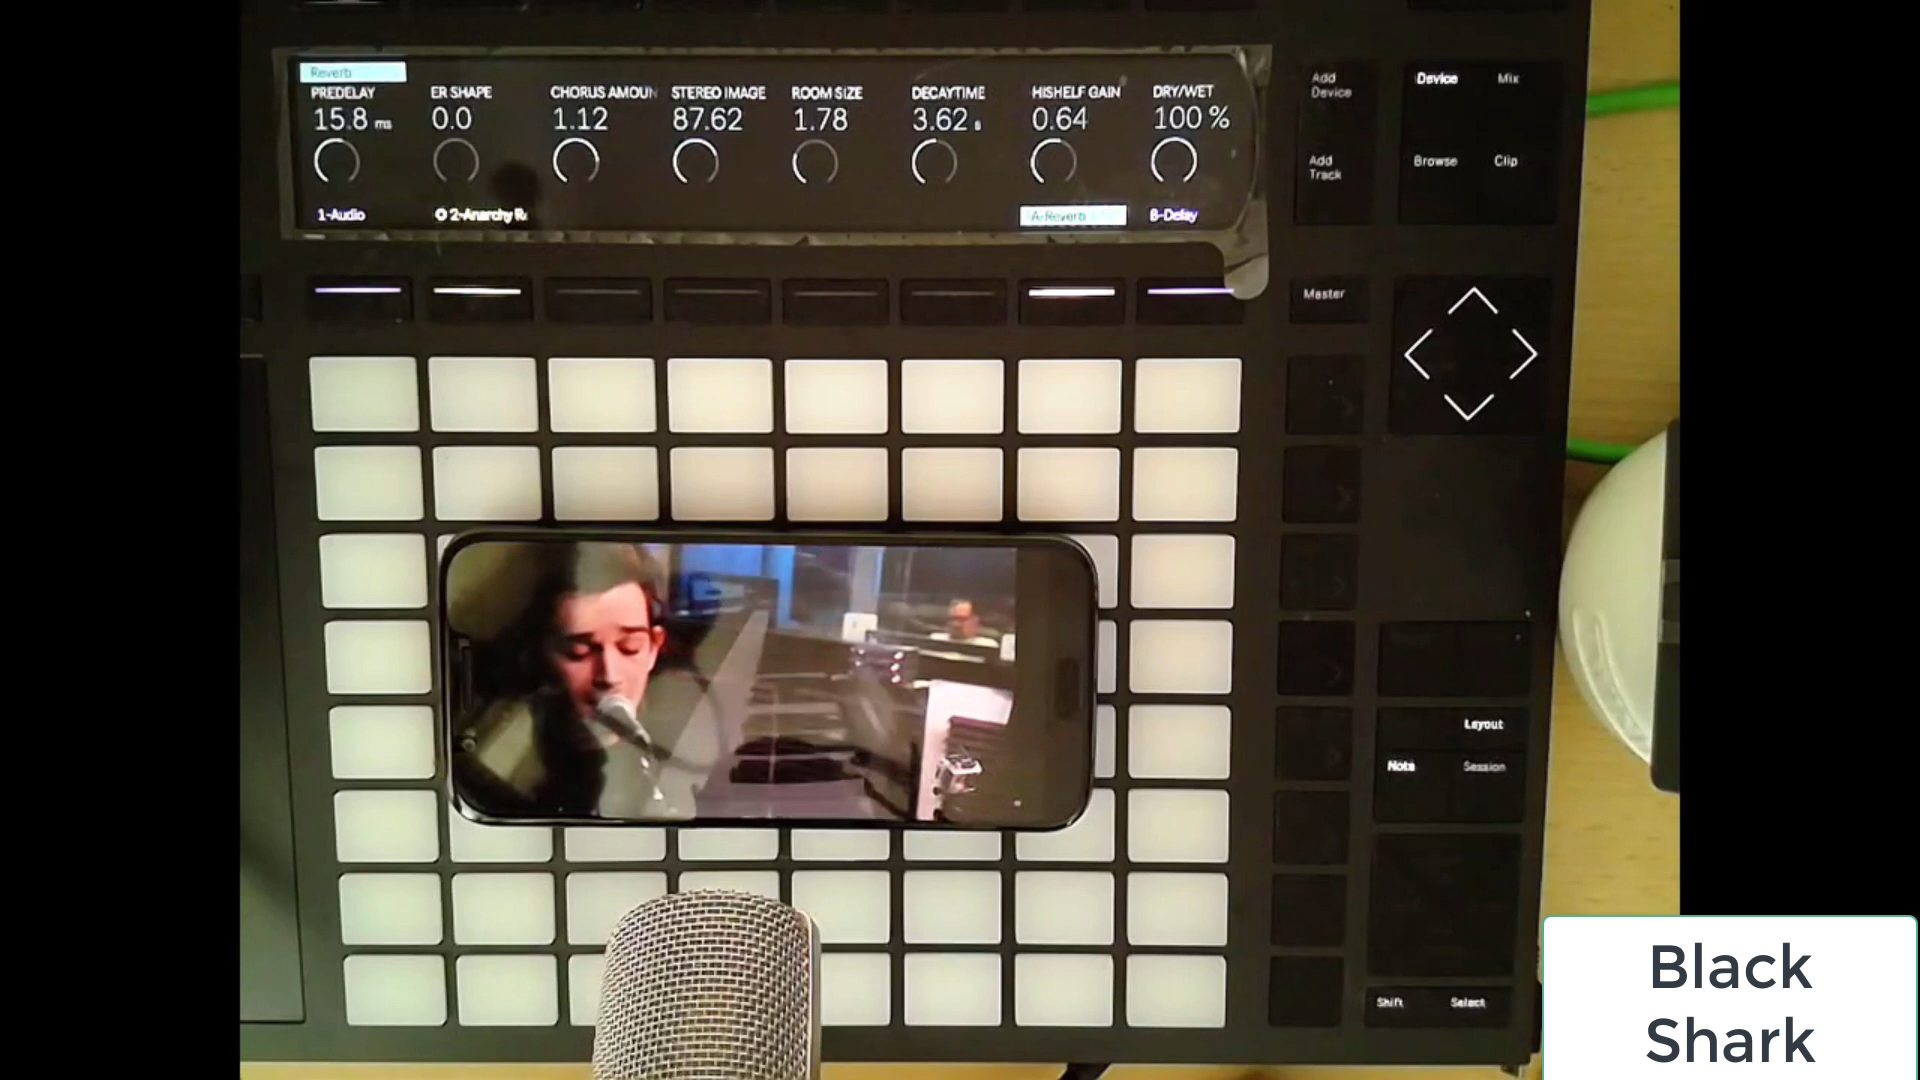 Reverb
PREDELAY ER SHAPE CHORUS AMOUN STEREO IMAGE ROOM SIZE DECAYTIME HISHELF GAIN DRY/WET
15.8 ms 0.0 1.12 87.62 1.78 3.62 s 0.64 100 %
1-Audio 2-Anarchy R A-Reverb B-Delay
Add Device
Device Mix
Add Track
Browse Clip
Master
Layout
Note Session
Shift Select
Black
Shark